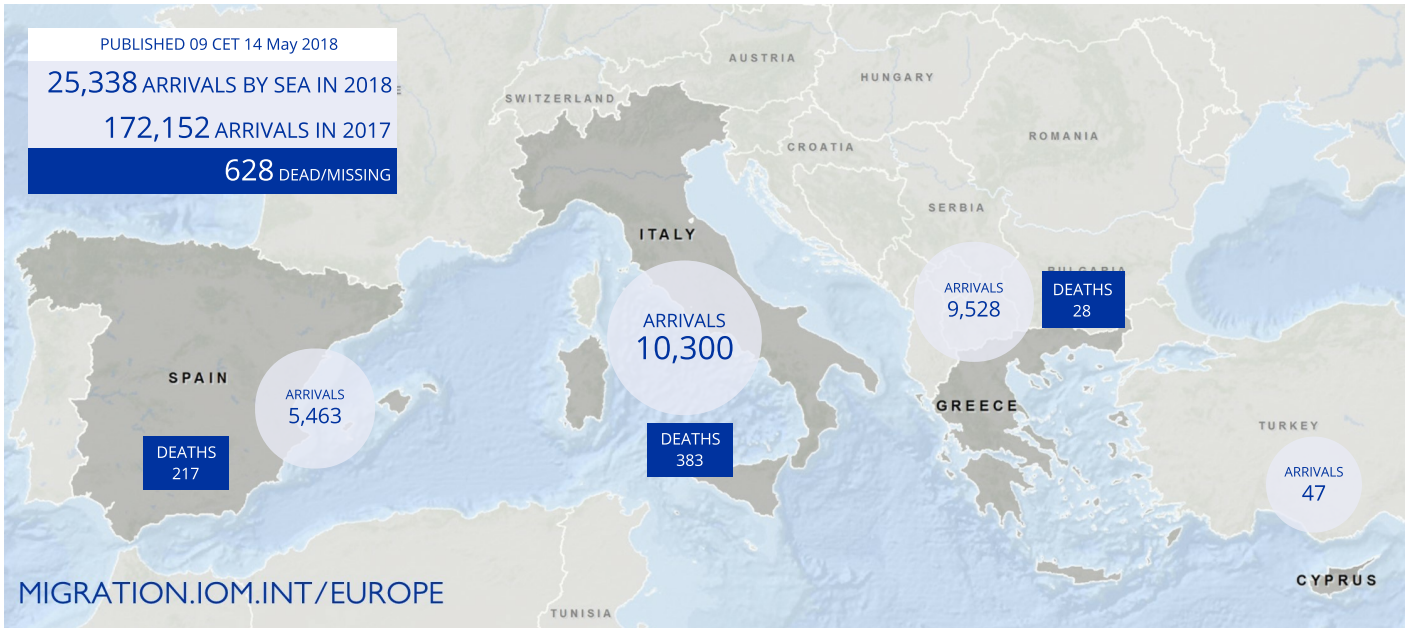 PUBLISHED 09 CET 14 May 2018
25,338 ARRIVALS BY SEA IN 2018
172,152 ARRIVALS IN 2017
628 DEAD/MISSING
AUSTRIA
HUNGARY
SWITZERLAND
ROMANIA
CROATIA
SERBIA
ITALY
BULGARIA
ARRIVALS
9,528
DEATHS
28
ARRIVALS
10,300
SPAIN
ARRIVALS
5,463
GREECE
TURKEY
DEATHS
383
DEATHS
217
ARRIVALS
47
CYPRUS
MIGRATION.IOM.INT/EUROPE
TUNISIA